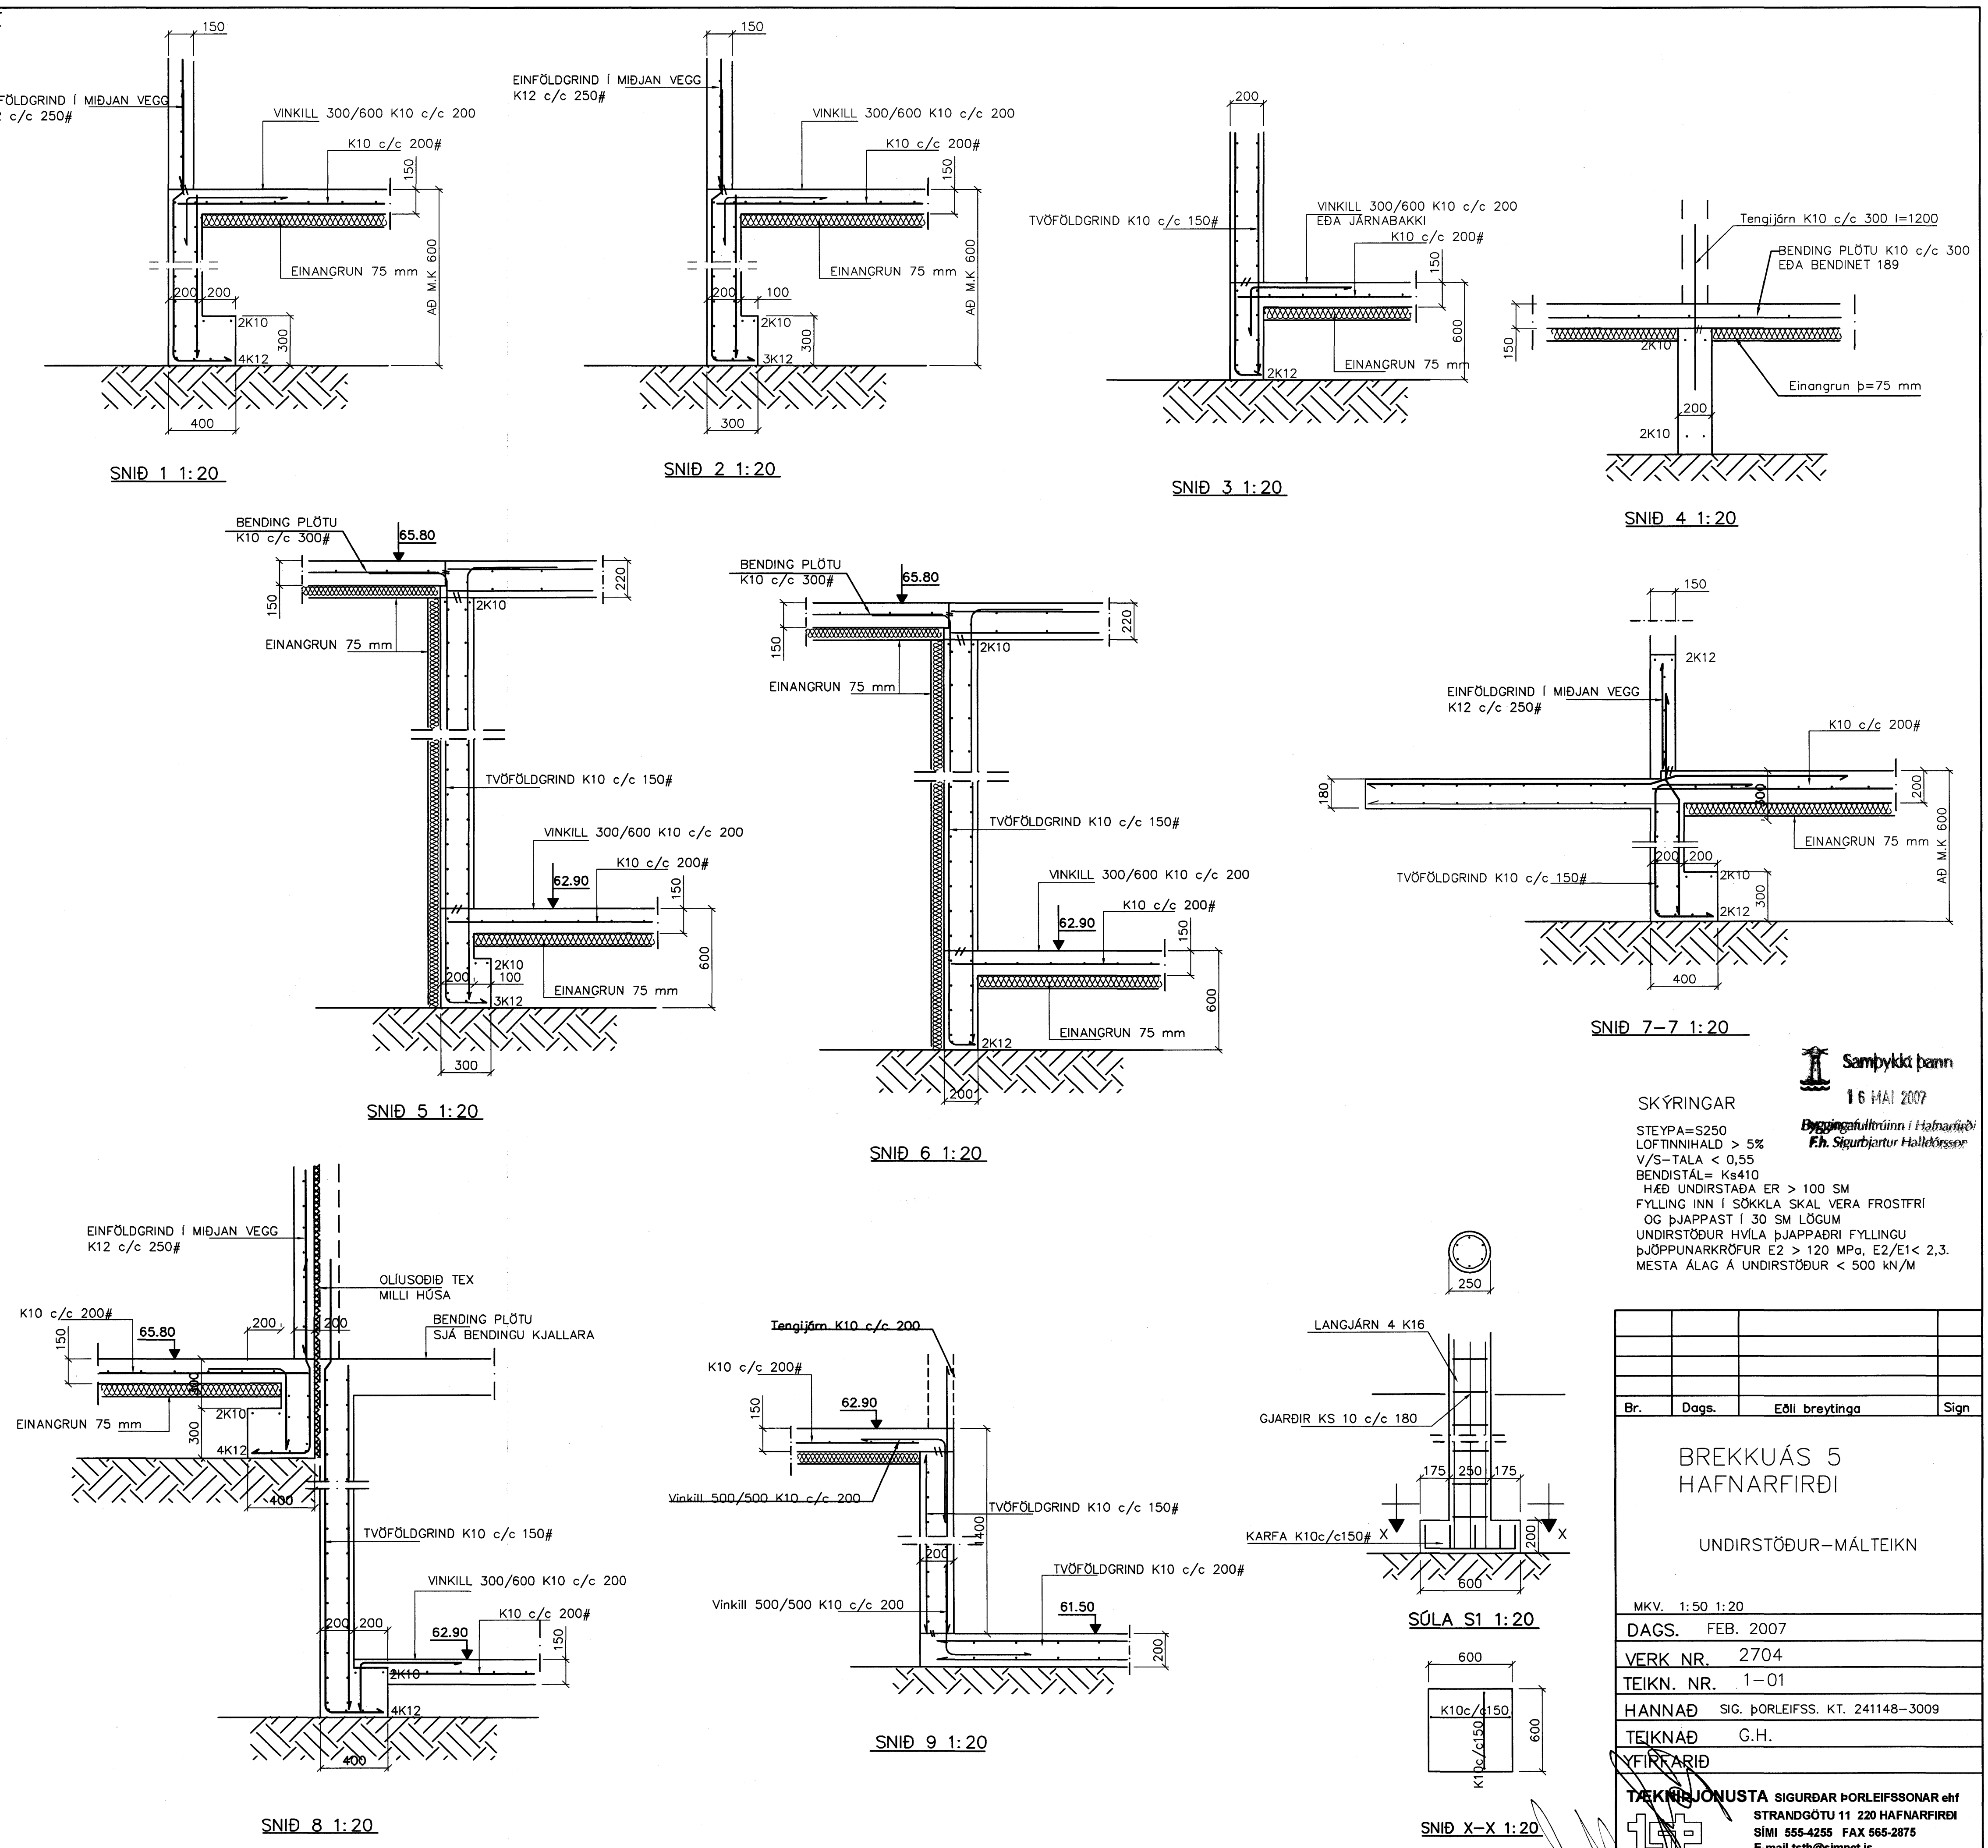 150
FÖLDGRIND Í MIÐJAN VEGG
c/c 250#
VINKILL 300/600 K10 c/c 200
K10 c/c 200#
150
AÐ M.K 600
EINANGRUN 75 mm
200 200
2K10
300
4K12
400
SNIÐ 1 1:20
150
EINFÖLDGRIND Í MIÐJAN VEGG
K12 c/c 250#
VINKILL 300/600 K10 c/c 200
K10 c/c 200#
150
AÐ M.K 600
EINANGRUN 75 mm
200 100
2K10
300
3K12
300
SNIÐ 2 1:20
200
TVÖFÖLDGRIND K10 c/c 150#
VINKILL 300/600 K10 c/c 200
EÐA JÁRNABAKKI
K10 c/c 200#
150
600
EINANGRUN 75 mm
2K12
SNIÐ 3 1:20
Tengijárn K10 c/c 300 l=1200
BENDING PLÖTU K10 c/c 300
EÐA BENDINET 189
150
2K10
Einangrun þ=75 mm
200
2K10
SNIÐ 4 1:20
BENDING PLÖTU
K10 c/c 300#
65.80
150
220
2K10
EINANGRUN 75 mm
TVÖFÖLDGRIND K10 c/c 150#
VINKILL 300/600 K10 c/c 200
K10 c/c 200#
62.90
150
600
2K10
200 100
EINANGRUN 75 mm
3K12
300
SNIÐ 5 1:20
BENDING PLÖTU
K10 c/c 300#
65.80
150
220
2K10
EINANGRUN 75 mm
TVÖFÖLDGRIND K10 c/c 150#
VINKILL 300/600 K10 c/c 200
K10 c/c 200#
62.90
150
600
EINANGRUN 75 mm
2K12
200
SNIÐ 6 1:20
150
2K12
EINFÖLDGRIND Í MIÐJAN VEGG
K12 c/c 250#
K10 c/c 200#
180
300
200
AÐ M.K 600
EINANGRUN 75 mm
200 200
TVÖFÖLDGRIND K10 c/c 150#
2K10
300
2K12
400
SNIÐ 7-7 1:20
Samþykkt þann
16 MAI 2007
Byggingafulltrúinn í Hafnarfirði
F.h. Sigurbjartur Halldórsson
SKÝRINGAR
STEYPA=S250
LOFTINNIHALD > 5%
V/S-TALA < 0,55
BENDISTÁL= Ks410
HÆÐ UNDIRSTAÐA ER > 100 SM
FYLLING INN Í SÖKKLA SKAL VERA FROSTFRÍ
OG ÞJAPPAST Í 30 SM LÖGUM
UNDIRSTÖÐUR HVÍLA ÞJAPPAÐRI FYLLINGU
ÞJÖPPUNARKRÖFUR E2 > 120 MPa, E2/E1< 2,3.
MESTA ÁLAG Á UNDIRSTÖÐUR < 500 kN/M
EINFÖLDGRIND Í MIÐJAN VEGG
K12 c/c 250#
OLÍUSOÐIÐ TEX
MILLI HÚSA
K10 c/c 200#
65.80
200 200
BENDING PLÖTU
SJÁ BENDINGU KJALLARA
150
300
EINANGRUN 75 mm
2K10
300
4K12
400
TVÖFÖLDGRIND K10 c/c 150#
VINKILL 300/600 K10 c/c 200
K10 c/c 200#
200 200
62.90
150
2K10
4K12
400
SNIÐ 8 1:20
Tengijárn K10 c/c 200
K10 c/c 200#
62.90
150
Vinkill 500/500 K10 c/c 200
TVÖFÖLDGRIND K10 c/c 150#
1400
200
TVÖFÖLDGRIND K10 c/c 200#
Vinkill 500/500 K10 c/c 200
61.50
200
SNIÐ 9 1:20
250
LANGJÁRN 4 K16
GJARÐIR KS 10 c/c 180
175 250 175
X X
KARFA K10c/c150#
200
600
SÚLA S1 1:20
600
K10c/c150
K10c/c150
600
SNIÐ X-X 1:20
Br. Dags. Eðli breytinga Sign
BREKKUÁS 5
HAFNARFIRÐI
UNDIRSTÖÐUR-MÁLTEIKN
MKV. 1:50 1:20
DAGS. FEB. 2007
VERK NR. 2704
TEIKN. NR. 1-01
HANNAÐ SIG. ÞORLEIFSS. KT. 241148-3009
TEIKNAÐ G.H.
YFIRFARIÐ
TÆKNIÞJÓNUSTA SIGURÐAR ÞORLEIFSSONAR ehf
STRANDGÖTU 11 220 HAFNARFIRÐI
SÍMI 555-4255 FAX 565-2875
E-mail tsth@simnet.is